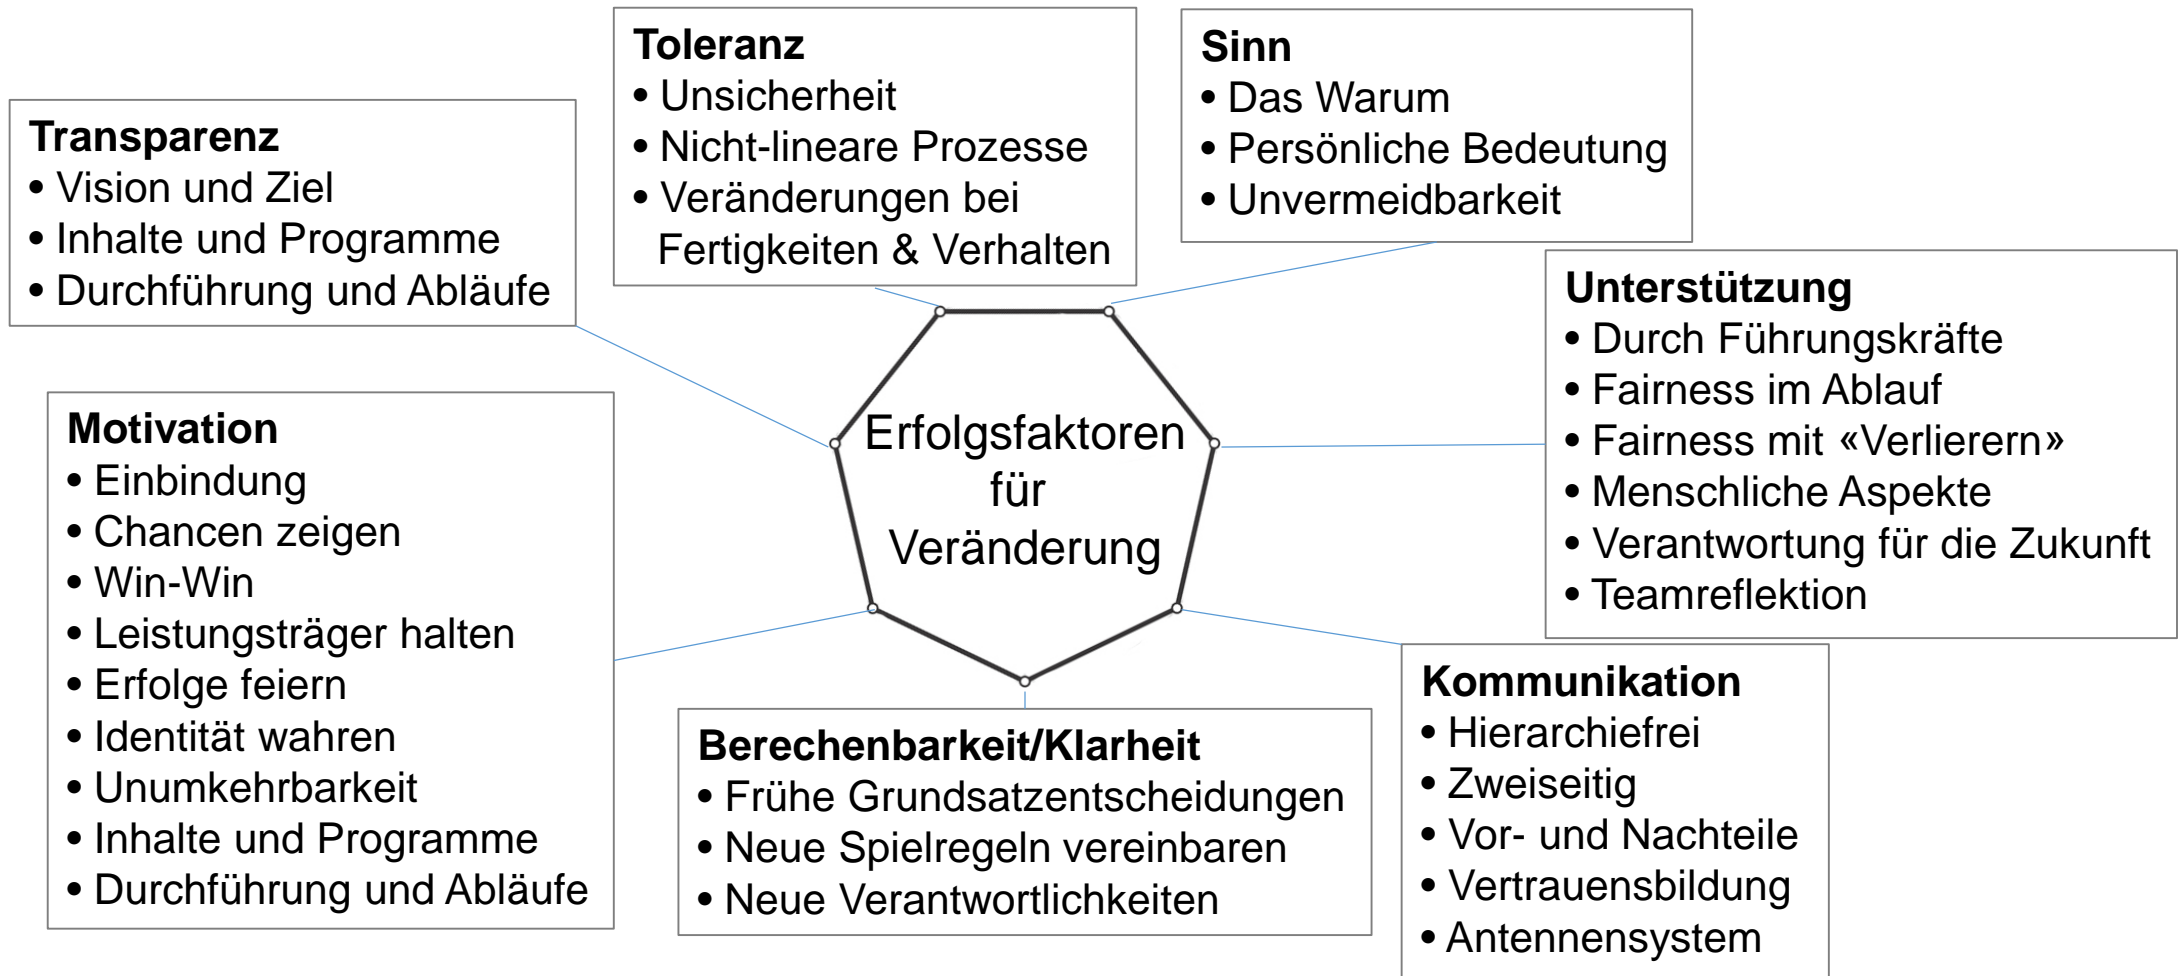 Toleranz
• Unsicherheit
• Nicht-lineare Prozesse
• Veränderungen bei
Fertigkeiten & Verhalten
Sinn
• Das Warum
• Persönliche Bedeutung
• Unvermeidbarkeit
Transparenz
• Vision und Ziel
• Inhalte und Programme
• Durchführung und Abläufe
Unterstützung
• Durch Führungskräfte
• Fairness im Ablauf
• Fairness mit «Verlierern»
• Menschliche Aspekte
• Verantwortung für die Zukunft
• Teamreflektion
Erfolgsfaktoren
für
Veränderung
Motivation
• Einbindung
• Chancen zeigen
• Win-Win
• Leistungsträger halten
• Erfolge feiern
• Identität wahren
• Unumkehrbarkeit
• Inhalte und Programme
• Durchführung und Abläufe
Berechenbarkeit/Klarheit
• Frühe Grundsatzentscheidungen
• Neue Spielregeln vereinbaren
• Neue Verantwortlichkeiten
Kommunikation
• Hierarchiefrei
• Zweiseitig
• Vor- und Nachteile
• Vertrauensbildung
• Antennensystem